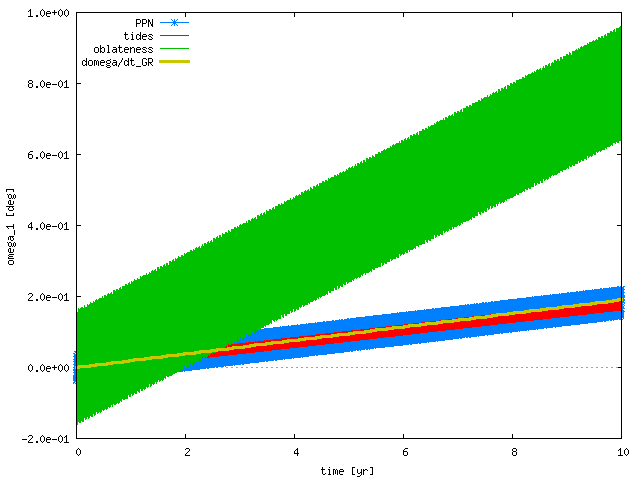 1.0e+00
8.0e-01
6.0e-01
4.0e-01
2.0e-01
0.0e+00
-2.0e-01
omega_1 [deg]
PPN
tides
oblateness
domega/dt_GR
0 2 4 6 8 10
time [yr]